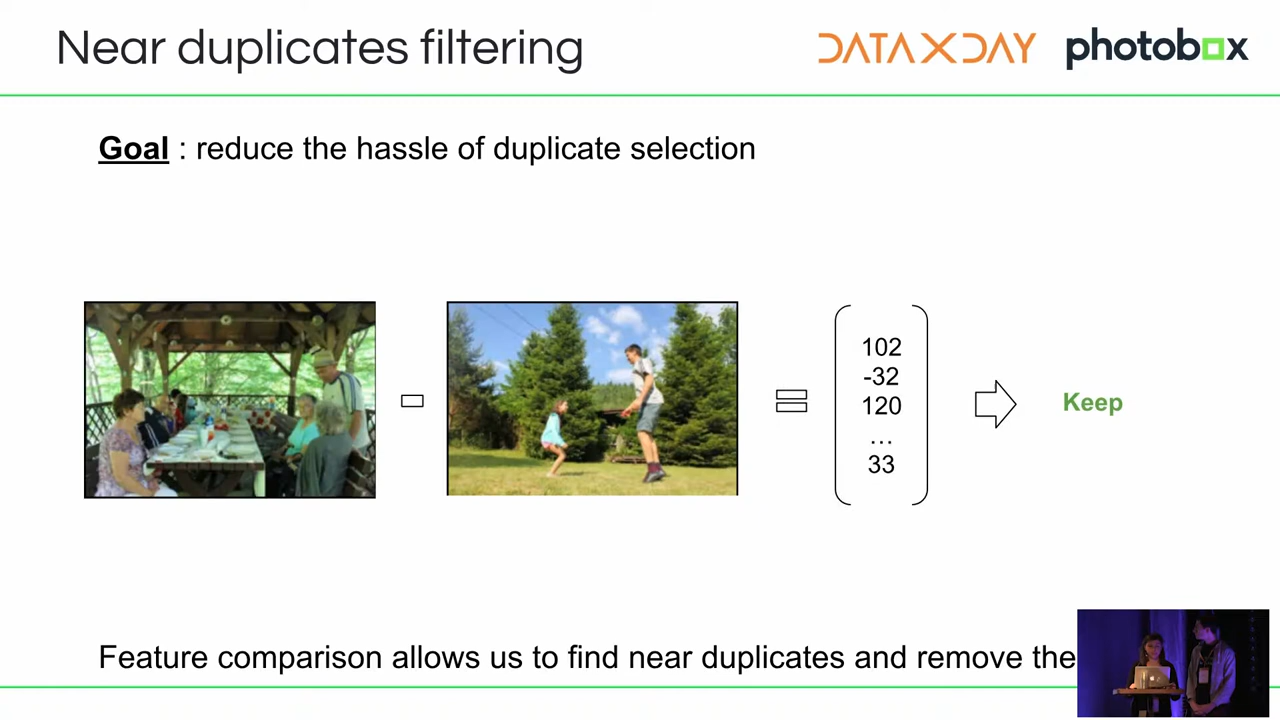 Near duplicates filtering
DATAXDAY
photobox
Goal : reduce the hassle of duplicate selection
102
-32
120
...
33
Keep
Feature comparison allows us to find near duplicates and remove the